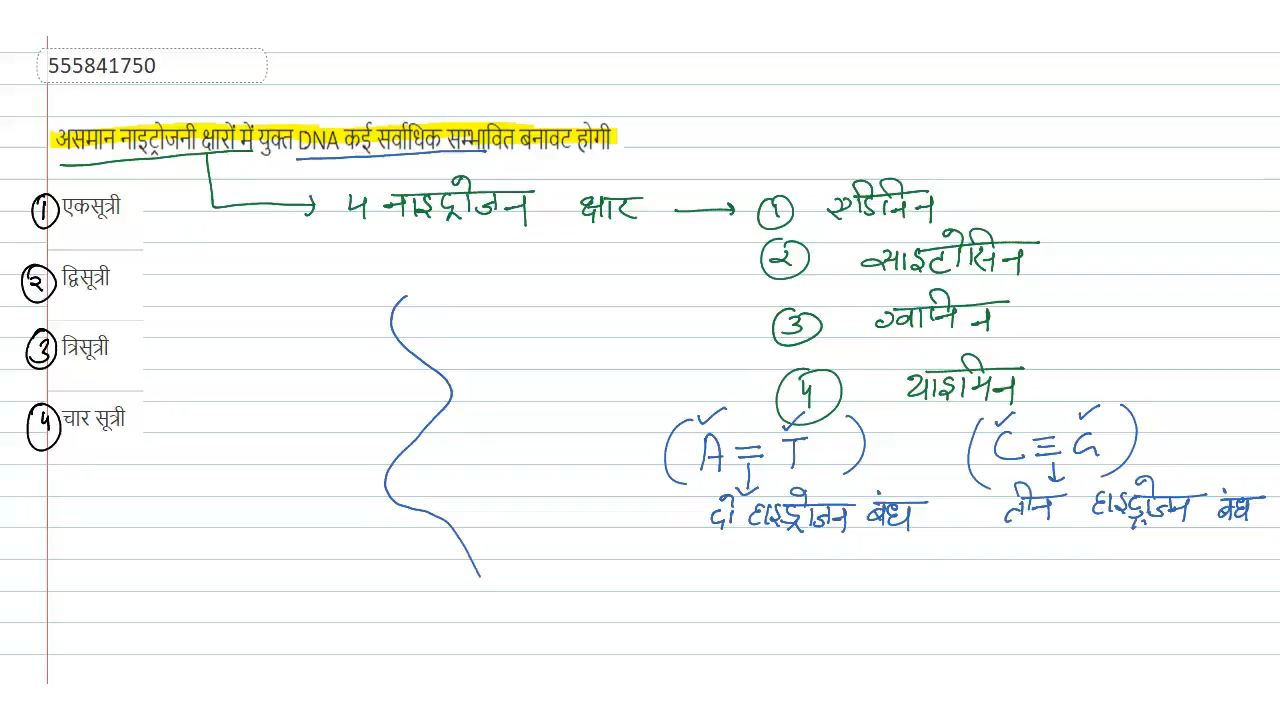 555841750
असमान नाइट्रोजनी क्षारों में युक्त DNA कई सर्वाधिक सम्भावित बनावट होगी
1 एकसूत्री
4 नाइट्रोजन क्षार → 1 एडिनिन
2 साइटोसिन
२ द्विसूत्री
3 ग्वानिन
3 त्रिसूत्री
4 थाइमिन
4 चार सूत्री
(A = T) (C ≡ G)
दो हाइड्रोजन बंध तीन हाइड्रोजन बंध